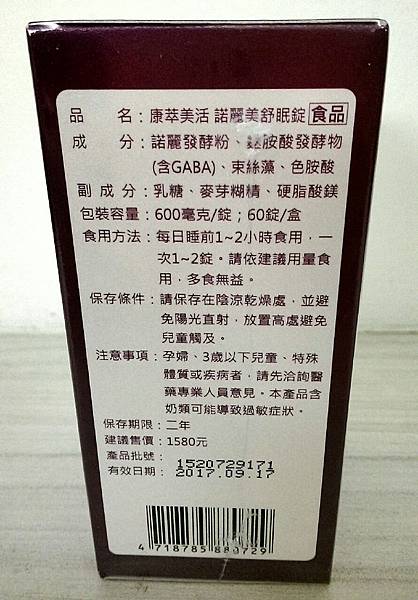 品名：康萃美活 諾麗美舒眠錠 食品
成分：諾麗發酵粉、麩胺酸發酵物
(含GABA)、束絲藻、色胺酸
副成分：乳糖、麥芽糊精、硬脂酸鎂
包裝容量：600毫克/錠；60錠/盒
食用方法：每日睡前1~2小時食用，一
次1~2錠。請依建議用量食
用，多食無益。
保存條件：請保存在陰涼乾燥處，並避
免陽光直射，放置高處避免
兒童觸及。
注意事項：孕婦、3歲以下兒童、特殊
體質或疾病者，請先洽詢醫
藥專業人員意見。本產品含
奶類可能導致過敏症狀。
保存期限：二年
建議售價：1580元
產品批號：1520729171
有效日期：2017.09.17
4 718785 880729